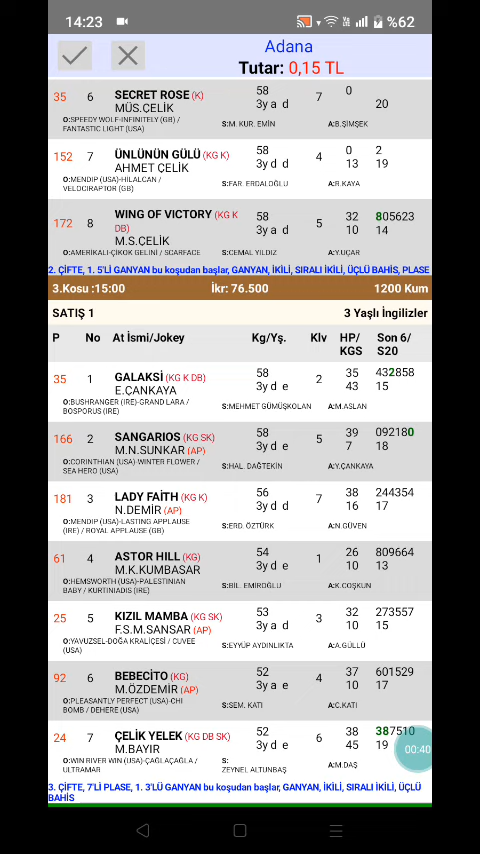 14:23 %62
Adana
Tutar: 0,15 TL
35 6 SECRET ROSE (K) 58 7 0
MÜS.ÇELİK 3y a d 20
O:SPEEDY WOLF-INFINITELY (GB) / S:M. KUR. EMİN A:B.ŞİMŞEK
FANTASTIC LIGHT (USA)
152 7 ÜNLÜNÜN GÜLÜ (KG K) 58 4 0 2
AHMET ÇELİK 3y d d 13 19
O:MENDIP (USA)-HILALCAN / S:FAR. ERDALOĞLU A:R.KAYA
VELOCIRAPTOR (GB)
172 8 WING OF VICTORY (KG K 58 5 32 805623
DB) 3y a d 10 14
M.S.ÇELİK
O:AMERIKALI-ÇIKOK GELINI / SCARFACE S:CEMAL YILDIZ A:Y.UÇAR
2. ÇİFTE, 1. 5'Lİ GANYAN bu koşudan başlar, GANYAN, İKİLİ, SIRALI İKİLİ, ÜÇLÜ BAHİS, PLASE
3.Kosu :15:00 İkr: 76.500 1200 Kum
SATIŞ 1 3 Yaşlı İngilizler
P No At İsmi/Jokey Kg/Yş. Klv HP/ Son 6/
KGS S20
35 1 GALAKSİ (KG K DB) 58 2 35 432858
E.ÇANKAYA 3y d e 43 15
O:BUSHRANGER (IRE)-GRAND LARA / S:MEHMET GÜMÜŞKOLAN A:M.ASLAN
BOSPORUS (IRE)
166 2 SANGARIOS (KG SK) 58 5 39 092180
M.N.SUNKAR (AP) 3y d e 7 18
O:CORINTHIAN (USA)-WINTER FLOWER / S:HAL. DAĞTEKİN A:Y.ÇANKAYA
SEA HERO (USA)
181 3 LADY FAİTH (KG K) 56 7 38 244354
N.DEMİR (AP) 3y d d 16 17
O:MENDIP (USA)-LASTING APPLAUSE S:ERD. ÖZTÜRK A:N.GÜVEN
(IRE) / ROYAL APPLAUSE (GB)
61 4 ASTOR HILL (KG) 54 1 26 809664
M.K.KUMBASAR 3y d e 10 13
O:HEMSWORTH (USA)-PALESTINIAN S:BİL. EMİROĞLU A:K.COŞKUN
BABY / KURTINIADIS (IRE)
25 5 KIZIL MAMBA (KG SK) 53 3 32 273557
F.S.M.SANSAR (AP) 3y a d 10 15
O:YAVUZSEL-DOĞA KRALİÇESİ / CUVEE S:EYYÜP AYDINLIKTA A:A.GÜLLÜ
(USA)
92 6 BEBECİTO (KG) 52 4 37 601529
M.ÖZDEMİR (AP) 3y a e 10 17
O:PLEASANTLY PERFECT (USA)-CHI S:SEM. KATI A:C.KATI
BOMB / DEHERE (USA)
24 7 ÇELİK YELEK (KG DB SK) 52 6 38 387510
M.BAYIR 3y d e 45 19
O:WIN RIVER WIN (USA)-ÇAĞLAÇAĞLA / S: A:M.DAŞ
ULTRAMAR ZEYNEL ALTUNBAŞ
00:40
3. ÇİFTE, 7'Lİ PLASE, 1. 3'LÜ GANYAN bu koşudan başlar, GANYAN, İKİLİ, SIRALI İKİLİ, ÜÇLÜ
BAHİS